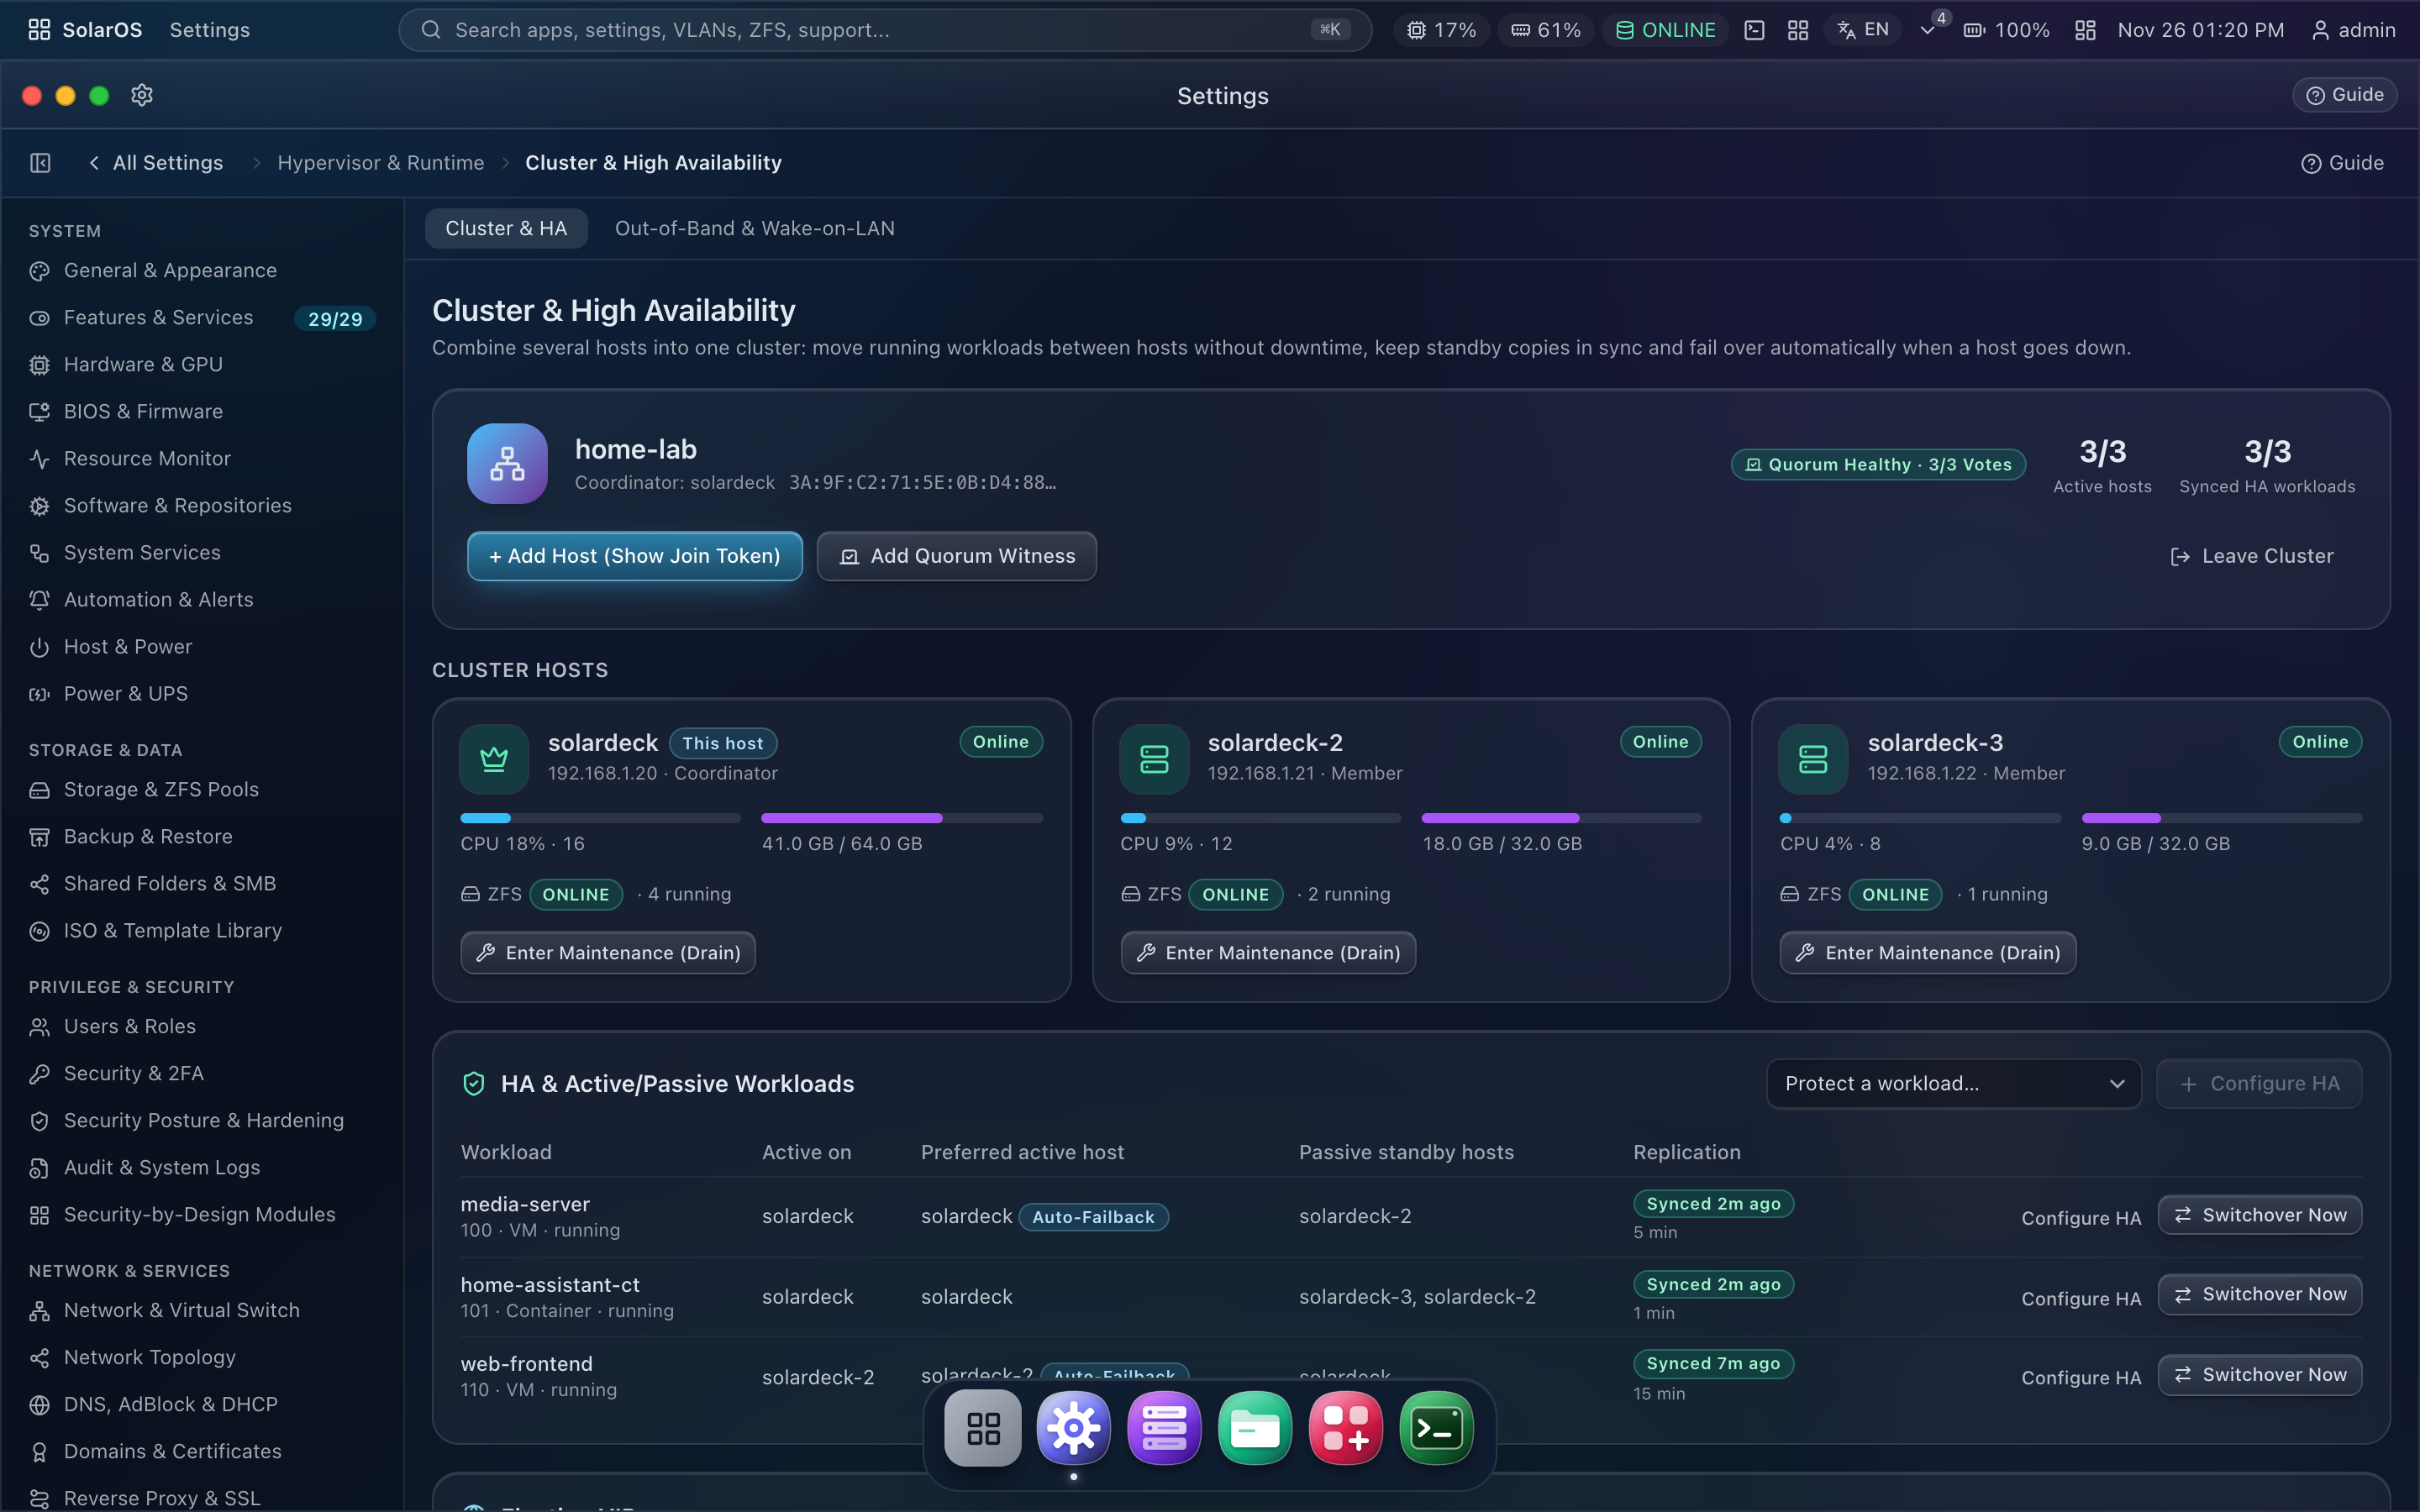 SolarOS Settings Search apps, settings, VLANs, ZFS, support... ⌘K 17% 61% ONLINE EN 4 100% Nov 26 01:20 PM admin
Settings Guide
All Settings Hypervisor & Runtime Cluster & High Availability Guide
SYSTEM
General & Appearance
Features & Services 29/29
Hardware & GPU
BIOS & Firmware
Resource Monitor
Software & Repositories
System Services
Automation & Alerts
Host & Power
Power & UPS
STORAGE & DATA
Storage & ZFS Pools
Backup & Restore
Shared Folders & SMB
ISO & Template Library
PRIVILEGE & SECURITY
Users & Roles
Security & 2FA
Security Posture & Hardening
Audit & System Logs
Security-by-Design Modules
NETWORK & SERVICES
Network & Virtual Switch
Network Topology
DNS, AdBlock & DHCP
Domains & Certificates
Reverse Proxy & SSL
Cluster & HA Out-of-Band & Wake-on-LAN
Cluster & High Availability
Combine several hosts into one cluster: move running workloads between hosts without downtime, keep standby copies in sync and fail over automatically when a host goes down.
home-lab
Coordinator: solardeck 3A:9F:C2:71:5E:0B:D4:88…
Quorum Healthy · 3/3 Votes
3/3
Active hosts
3/3
Synced HA workloads
+ Add Host (Show Join Token) Add Quorum Witness Leave Cluster
CLUSTER HOSTS
solardeck This host Online
192.168.1.20 · Coordinator
CPU 18% · 16 41.0 GB / 64.0 GB
ZFS ONLINE · 4 running
Enter Maintenance (Drain)
solardeck-2 Online
192.168.1.21 · Member
CPU 9% · 12 18.0 GB / 32.0 GB
ZFS ONLINE · 2 running
Enter Maintenance (Drain)
solardeck-3 Online
192.168.1.22 · Member
CPU 4% · 8 9.0 GB / 32.0 GB
ZFS ONLINE · 1 running
Enter Maintenance (Drain)
HA & Active/Passive Workloads Protect a workload... + Configure HA
Workload Active on Preferred active host Passive standby hosts Replication
media-server
100 · VM · running
solardeck solardeck Auto-Failback solardeck-2
Synced 2m ago
5 min
Configure HA Switchover Now
home-assistant-ct
101 · Container · running
solardeck solardeck solardeck-3, solardeck-2
Synced 2m ago
1 min
Configure HA Switchover Now
web-frontend
110 · VM · running
solardeck-2 solardeck-2 Auto-Failback solardeck
Synced 7m ago
15 min
Configure HA Switchover Now